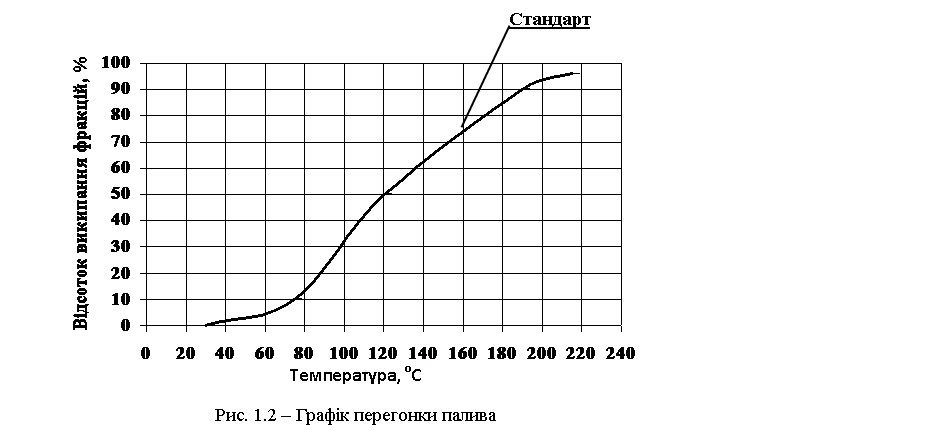 Стандарт
Відсоток википання фракцій, %
100
90
80
70
60
50
40
30
20
10
0
0 20 40 60 80 100 120 140 160 180 200 220 240
Температура, °С
Рис. 1.2 – Графік перегонки палива